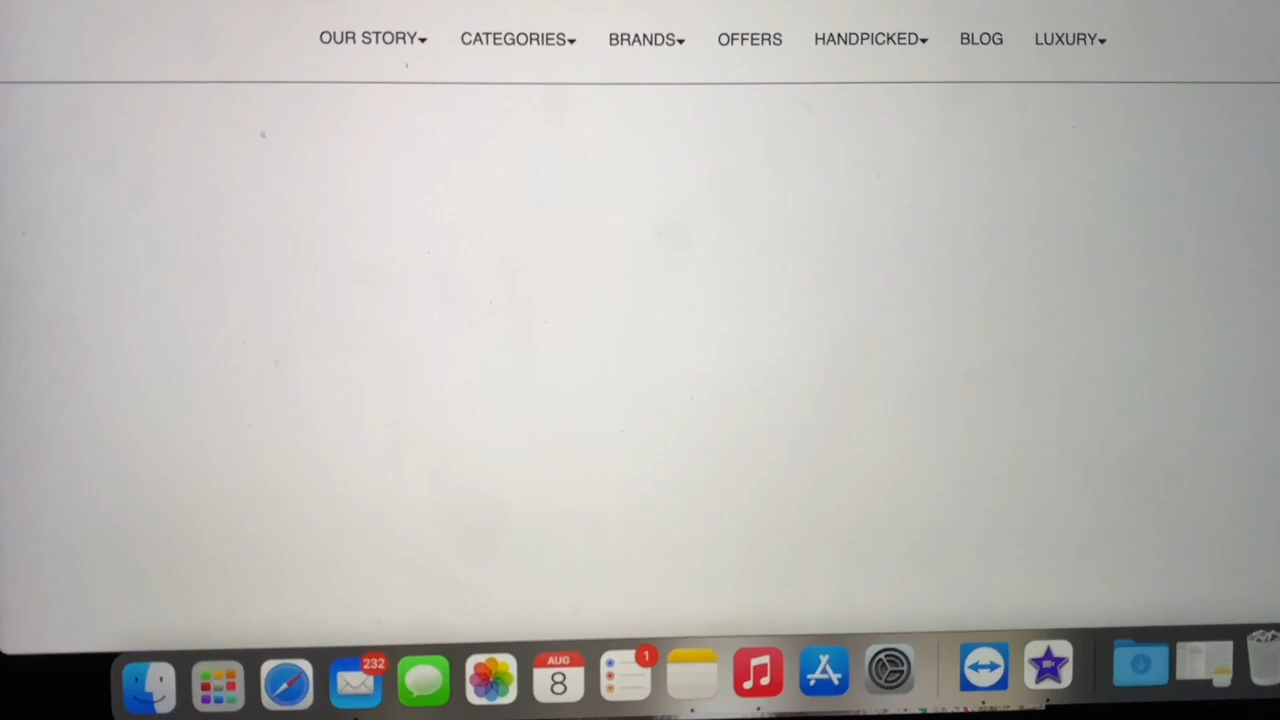 OUR STORY CATEGORIES BRANDS OFFERS HANDPICKED BLOG LUXURY
232
AUG
8
1